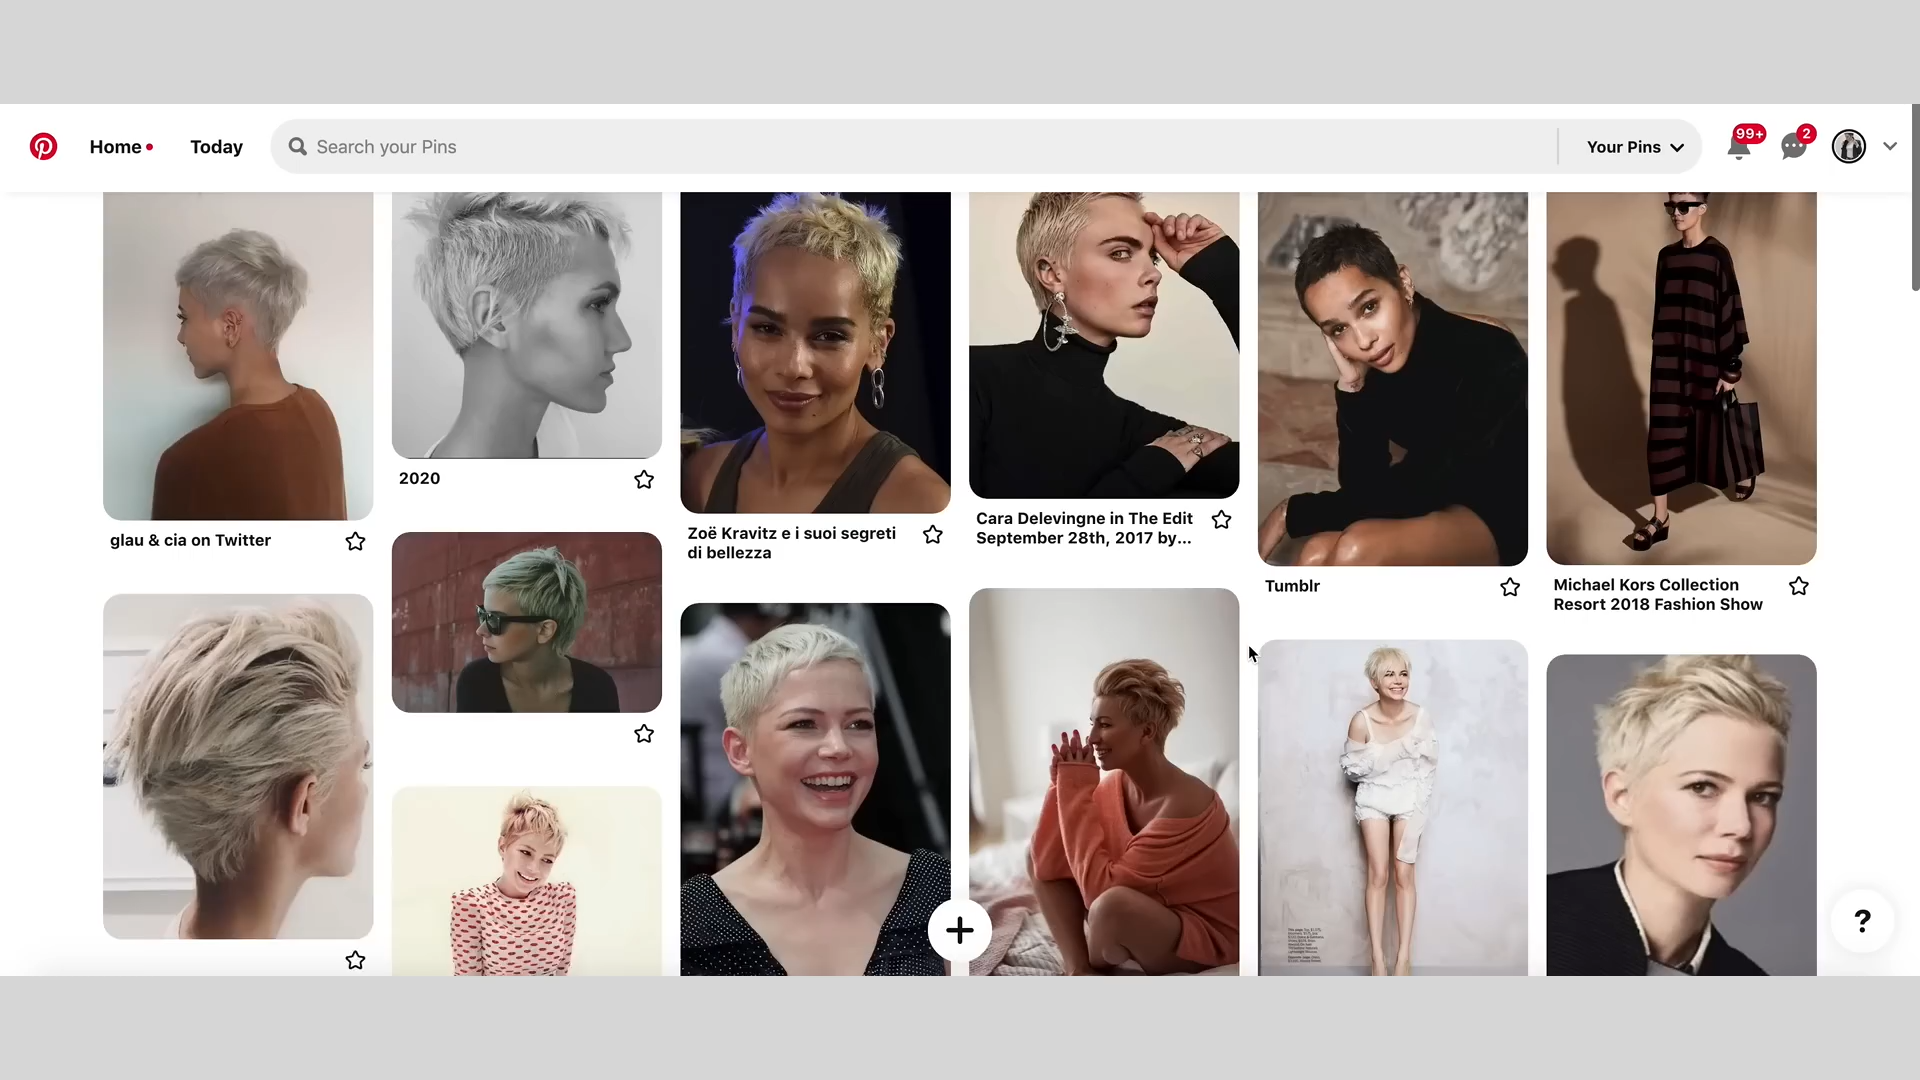 Home
Today
Search your Pins
Your Pins
99+
2
glau & cia on Twitter
2020
Zoë Kravitz e i suoi segreti
di bellezza
Cara Delevingne in The Edit
September 28th, 2017 by...
Tumblr
Michael Kors Collection
Resort 2018 Fashion Show
?